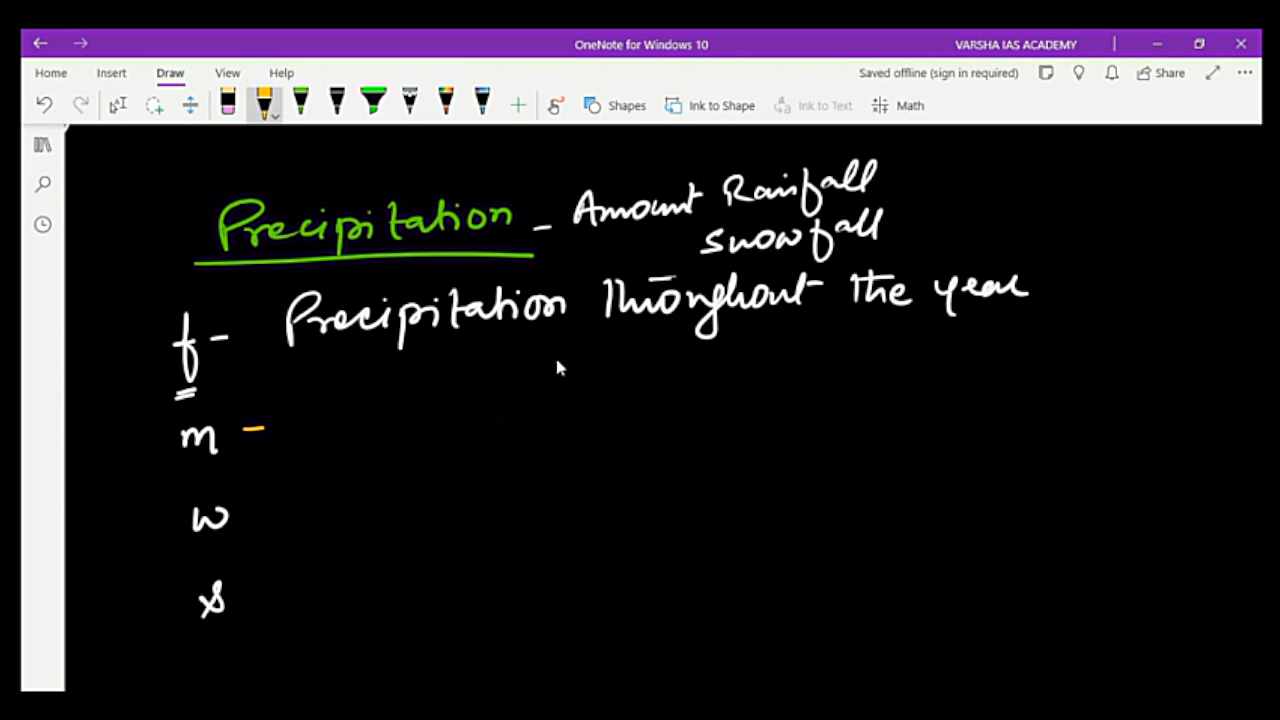 OneNote for Windows 10
VARSHA IAS ACADEMY
Home Insert Draw View Help
Saved offline (sign in required) Share
Shapes Ink to Shape Ink to Text Math
Precipitation - Amount Rainfall
Snowfall
f - Precipitation Throughout the year
m -
w
s